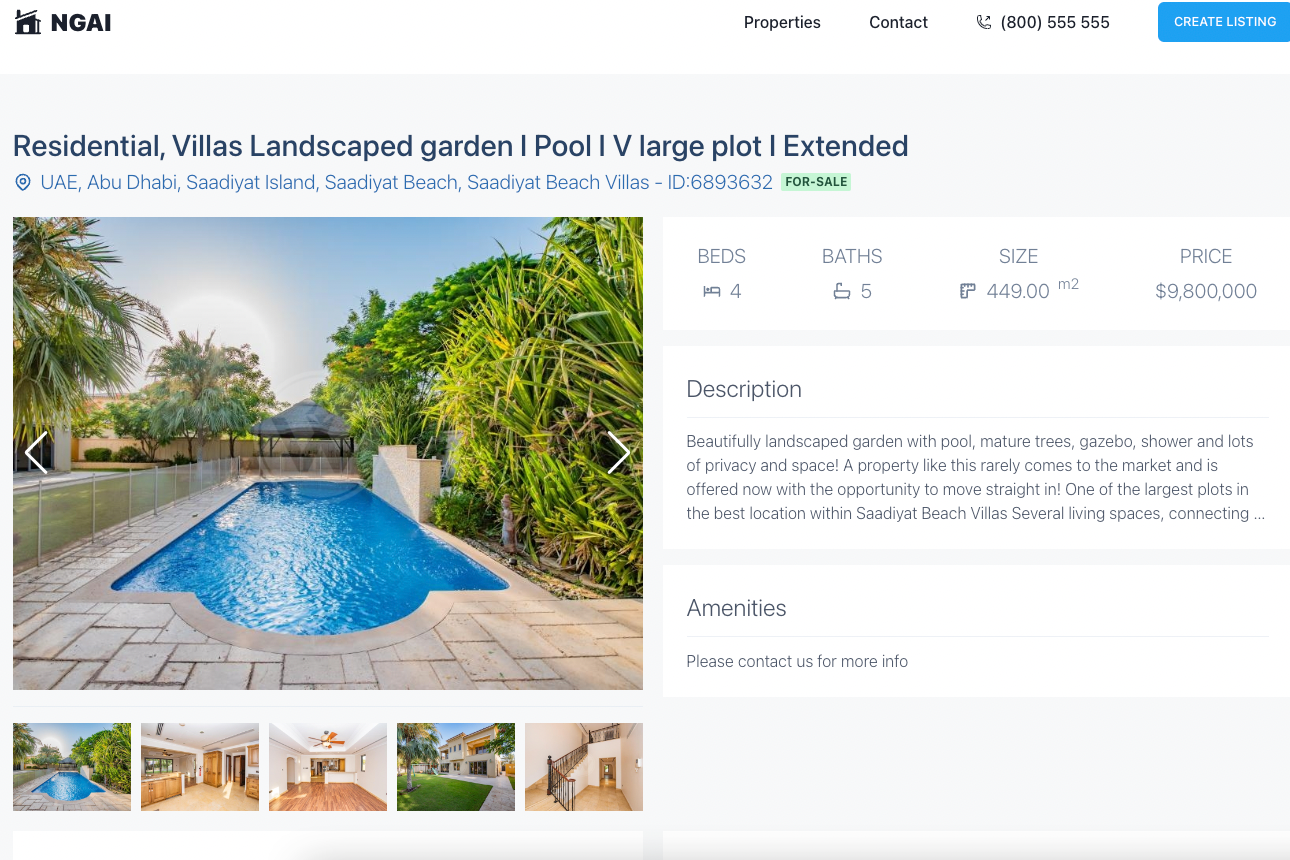 NGAI
Properties
Contact
(800) 555 555
CREATE LISTING
Residential, Villas Landscaped garden l Pool l V large plot l Extended
UAE, Abu Dhabi, Saadiyat Island, Saadiyat Beach, Saadiyat Beach Villas - ID:6893632 FOR-SALE
BEDS
4
BATHS
5
SIZE
449.00 m2
PRICE
$9,800,000
Description
Beautifully landscaped garden with pool, mature trees, gazebo, shower and lots
of privacy and space! A property like this rarely comes to the market and is
offered now with the opportunity to move straight in! One of the largest plots in
the best location within Saadiyat Beach Villas Several living spaces, connecting ...
Amenities
Please contact us for more info